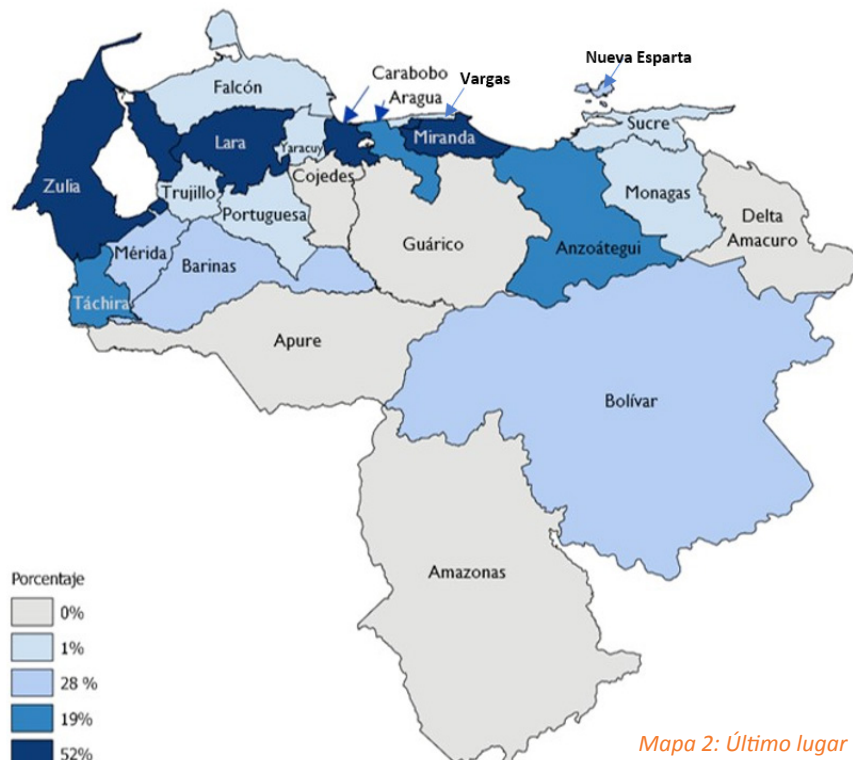 Nueva Esparta
Carabobo
Vargas
Aragua
Falcón
Sucre
Miranda
Lara
Yaracuy
Zulia
Cojedes
Trujillo
Monagas
Portuguesa
Delta
Amacuro
Guárico
Anzoátegui
Mérida
Barinas
Táchira
Apure
Bolívar
Amazonas
Porcentaje
0%
1%
28 %
19%
52%
Mapa 2: Último lugar